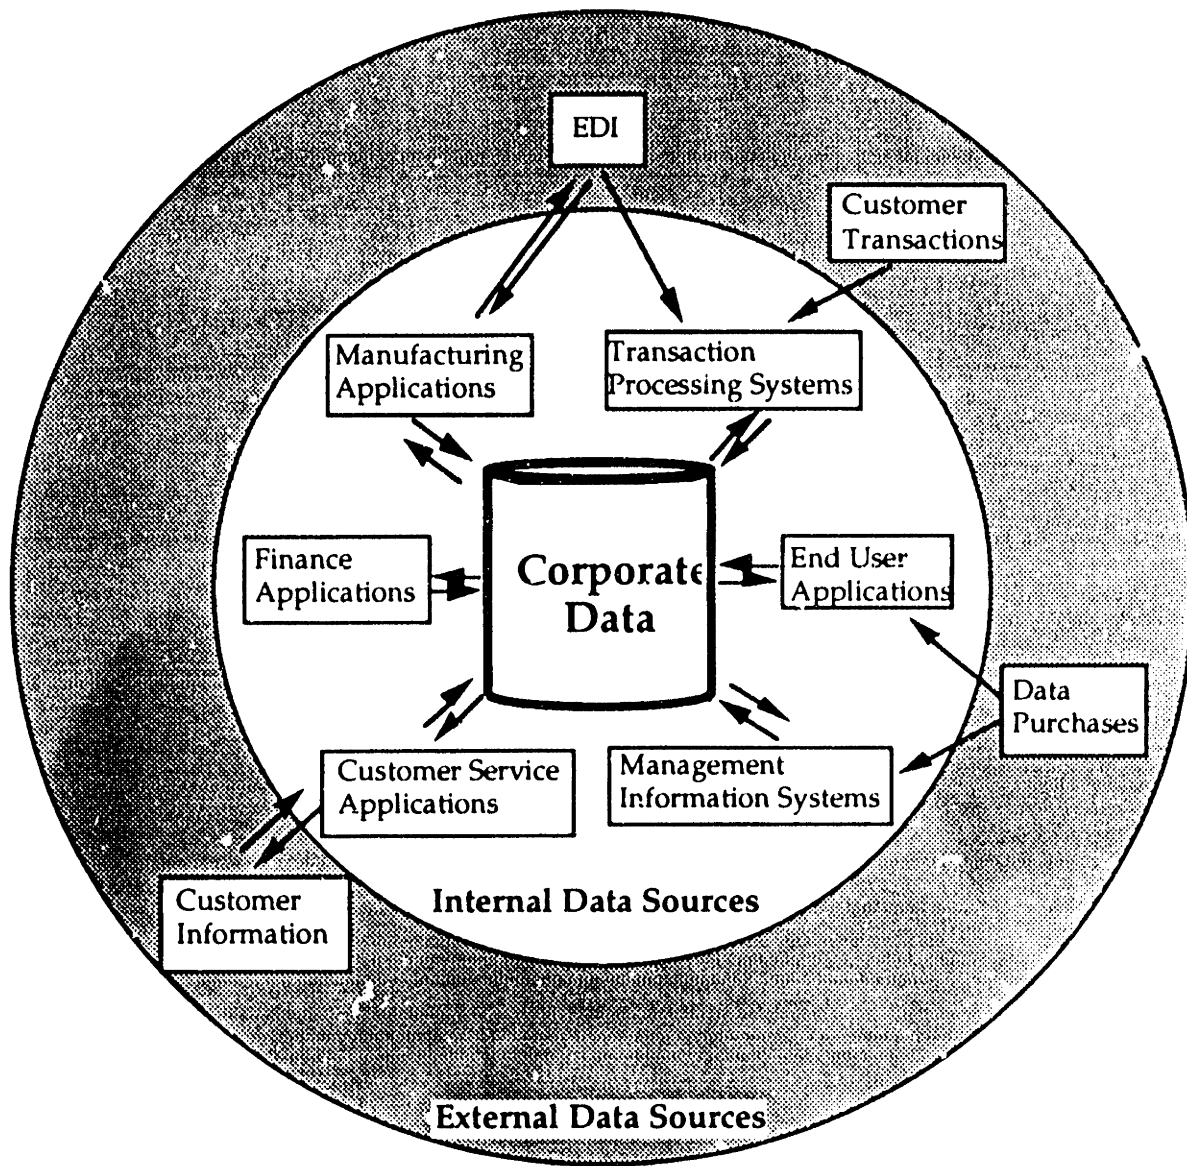 EDI
Customer
Transactions
Manufacturing
Applications
Transaction
Processing Systems
Finance
Applications
Corporate
Data
End User
Applications
Data
Purchases
Customer Service
Applications
Management
Information Systems
Customer
Information
Internal Data Sources
External Data Sources